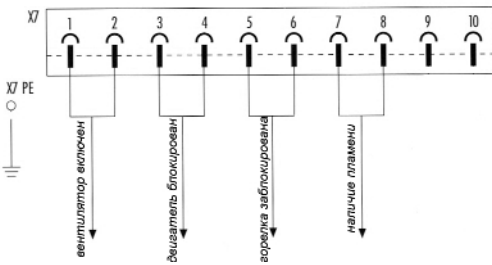 X7 1 2 3 4 5 6 7 8 9 10
X7 PE
вентилятор включен
двигатель блокирован
горелка заблокирована
наличие пламени